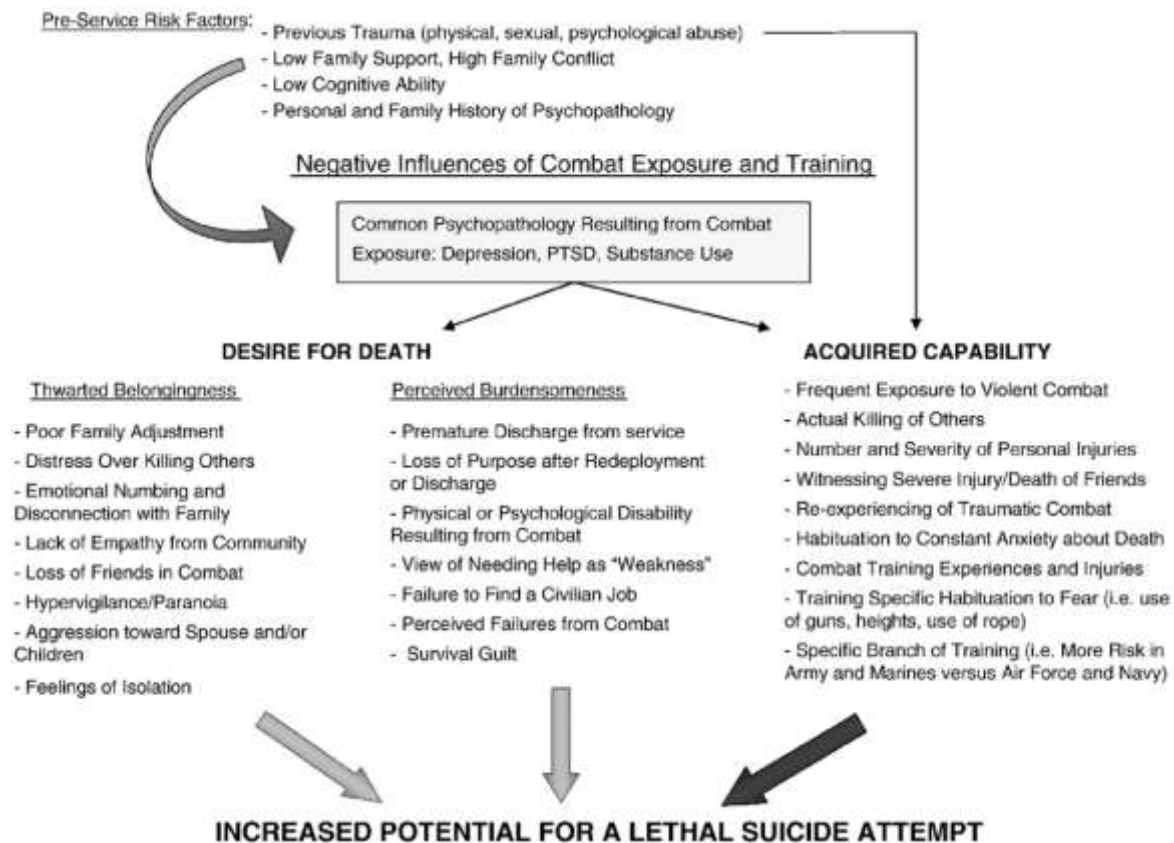 Pre-Service Risk Factors:
- Previous Trauma (physical, sexual, psychological abuse)
- Low Family Support, High Family Conflict
- Low Cognitive Ability
- Personal and Family History of Psychopathology
Negative Influences of Combat Exposure and Training
Common Psychopathology Resulting from Combat
Exposure: Depression, PTSD, Substance Use
DESIRE FOR DEATH
Thwarted Belongingness
- Poor Family Adjustment
- Distress Over Killing Others
- Emotional Numbing and
Disconnection with Family
- Lack of Empathy from Community
- Loss of Friends in Combat
- Hypervigilance/Paranoia
- Aggression toward Spouse and/or
Children
- Feelings of Isolation
Perceived Burdensomeness
- Premature Discharge from service
- Loss of Purpose after Redeployment
or Discharge
- Physical or Psychological Disability
Resulting from Combat
- View of Needing Help as “Weakness”
- Failure to Find a Civilian Job
- Perceived Failures from Combat
- Survival Guilt
ACQUIRED CAPABILITY
- Frequent Exposure to Violent Combat
- Actual Killing of Others
- Number and Severity of Personal Injuries
- Witnessing Severe Injury/Death of Friends
- Re-experiencing of Traumatic Combat
- Habituation to Constant Anxiety about Death
- Combat Training Experiences and Injuries
- Training Specific Habituation to Fear (i.e. use
of guns, heights, use of rope)
- Specific Branch of Training (i.e. More Risk in
Army and Marines versus Air Force and Navy)
INCREASED POTENTIAL FOR A LETHAL SUICIDE ATTEMPT